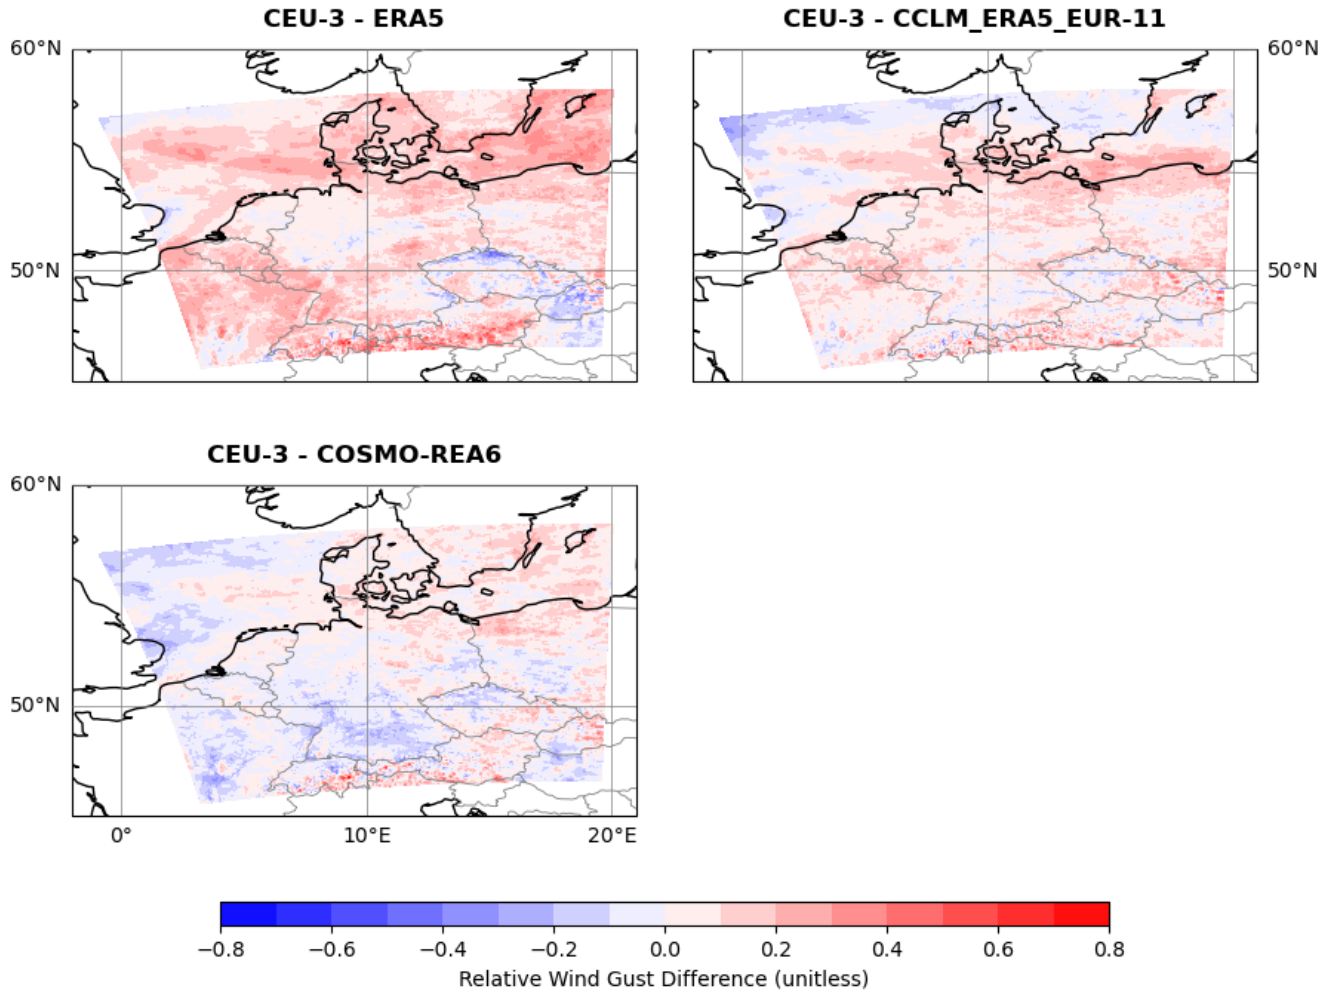 CEU-3 - ERA5
CEU-3 - CCLM_ERA5_EUR-11
60°N
60°N
50°N
50°N
CEU-3 - COSMO-REA6
60°N
50°N
0°
10°E
20°E
−0.8
−0.6
−0.4
−0.2
0.0
0.2
0.4
0.6
0.8
Relative Wind Gust Difference (unitless)